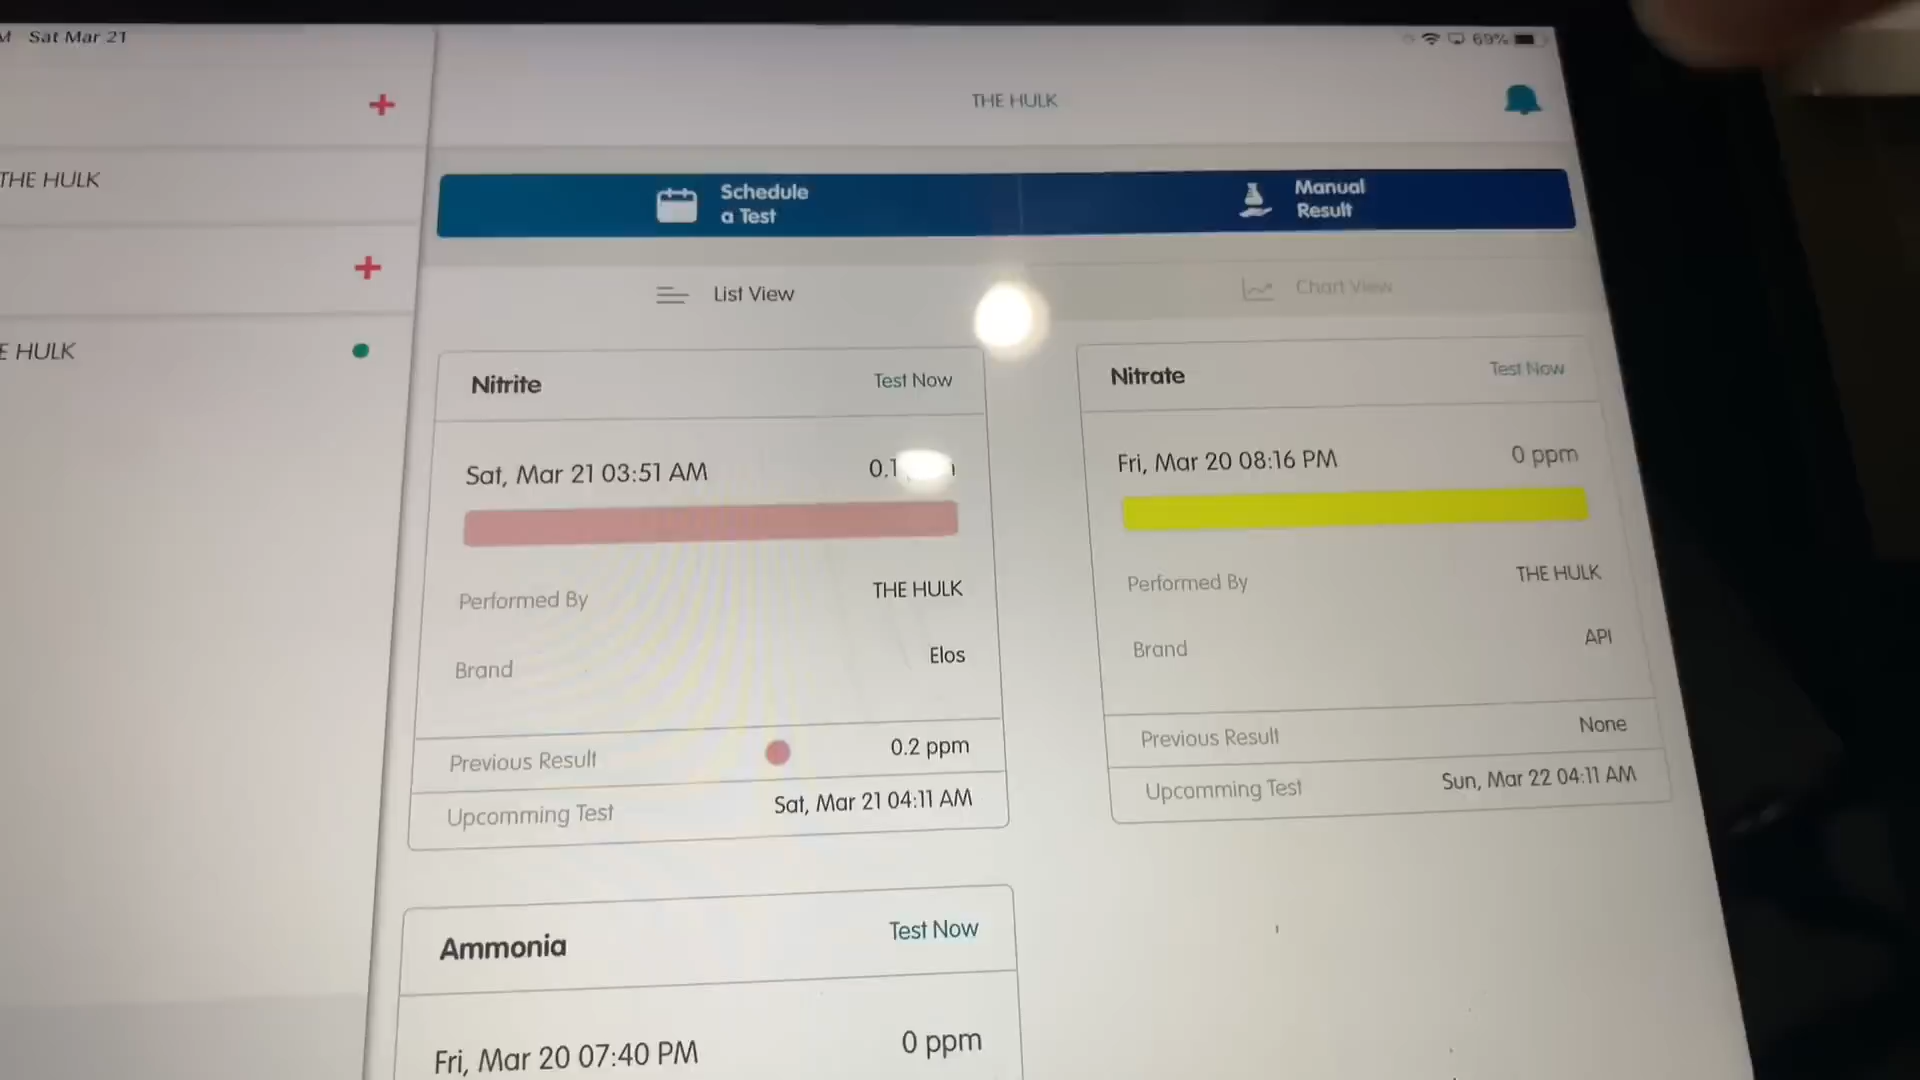 Sat Mar 21
69%
THE HULK
THE HULK
HULK
Schedule
a Test
Manual
Result
List View
Chart View
Nitrite
Test Now
Sat, Mar 21 03:51 AM
Performed By
THE HULK
Brand
Elos
Previous Result
0.2 ppm
Upcomming Test
Sat, Mar 21 04:11 AM
Nitrate
Test Now
Fri, Mar 20 08:16 PM
0 ppm
Performed By
THE HULK
Brand
API
Previous Result
None
Upcomming Test
Sun, Mar 22 04:11 AM
Ammonia
Test Now
Fri, Mar 20 07:40 PM
0 ppm